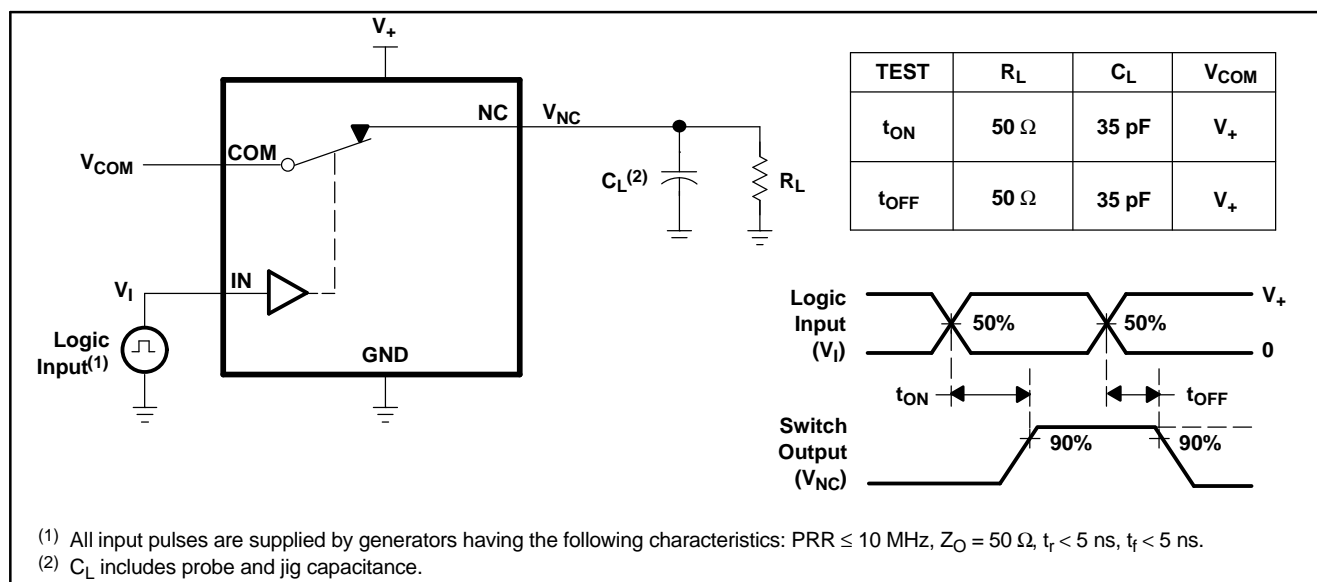 V+
NC
VNC
COM
VCOM
CL(2)
RL
IN
VI
Logic
Input(1)
GND
TEST RL CL VCOM
tON 50 Ω 35 pF V+
tOFF 50 Ω 35 pF V+
Logic
Input
(VI)
50%
50%
V+
0
tON
tOFF
Switch
Output
(VNC)
90%
90%
(1) All input pulses are supplied by generators having the following characteristics: PRR ≤ 10 MHz, ZO = 50 Ω, tr < 5 ns, tf < 5 ns.
(2) CL includes probe and jig capacitance.